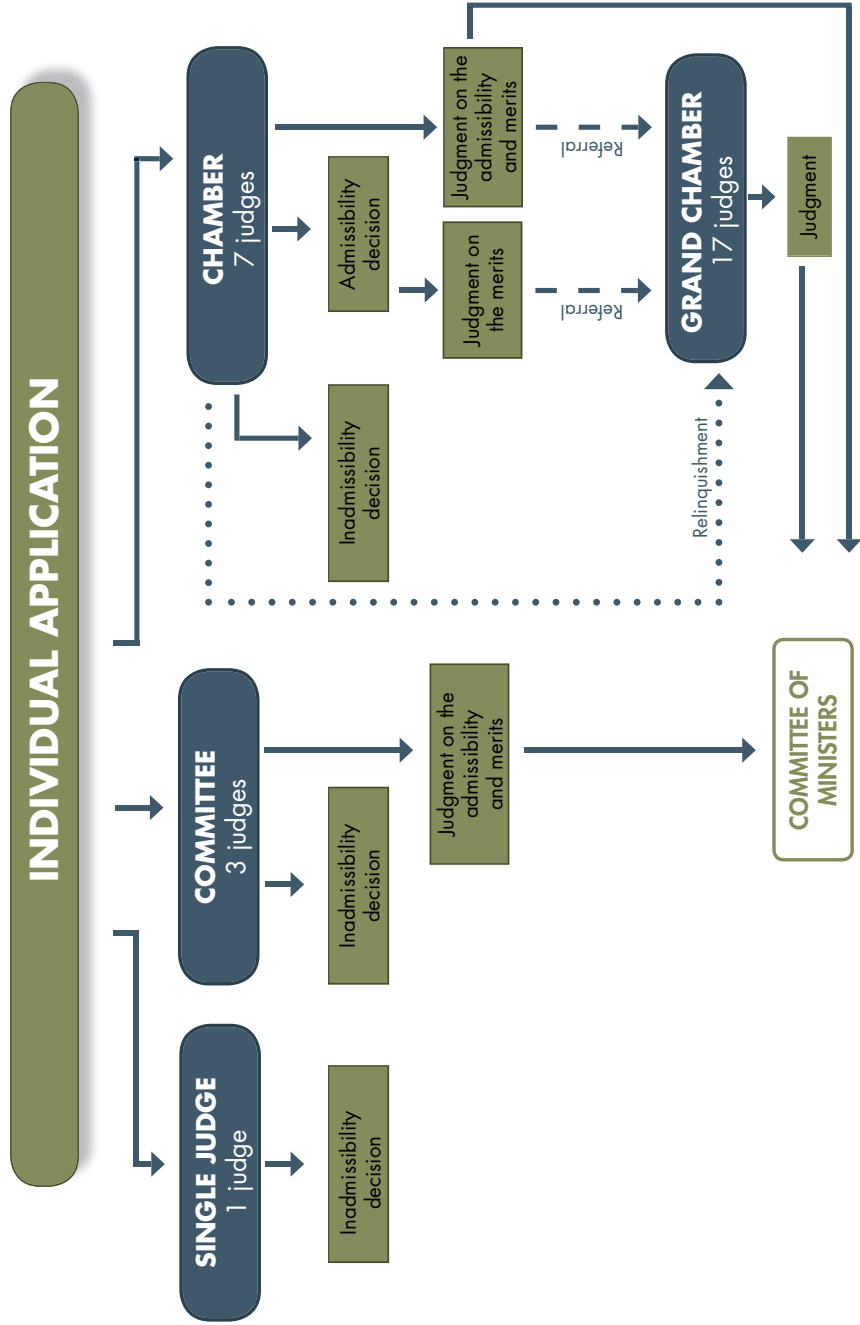 INDIVIDUAL APPLICATION
SINGLE JUDGE
1 judge
COMMITTEE
3 judges
CHAMBER
7 judges
Inadmissibility
decision
Inadmissibility
decision
Inadmissibility
decision
Admissibility
decision
Judgment on the
admissibility
and merits
Judgment on
the merits
Judgment on the
admissibility
and merits
Referral
Referral
Relinquishment
GRAND CHAMBER
17 judges
Judgment
COMMITTEE OF
MINISTERS